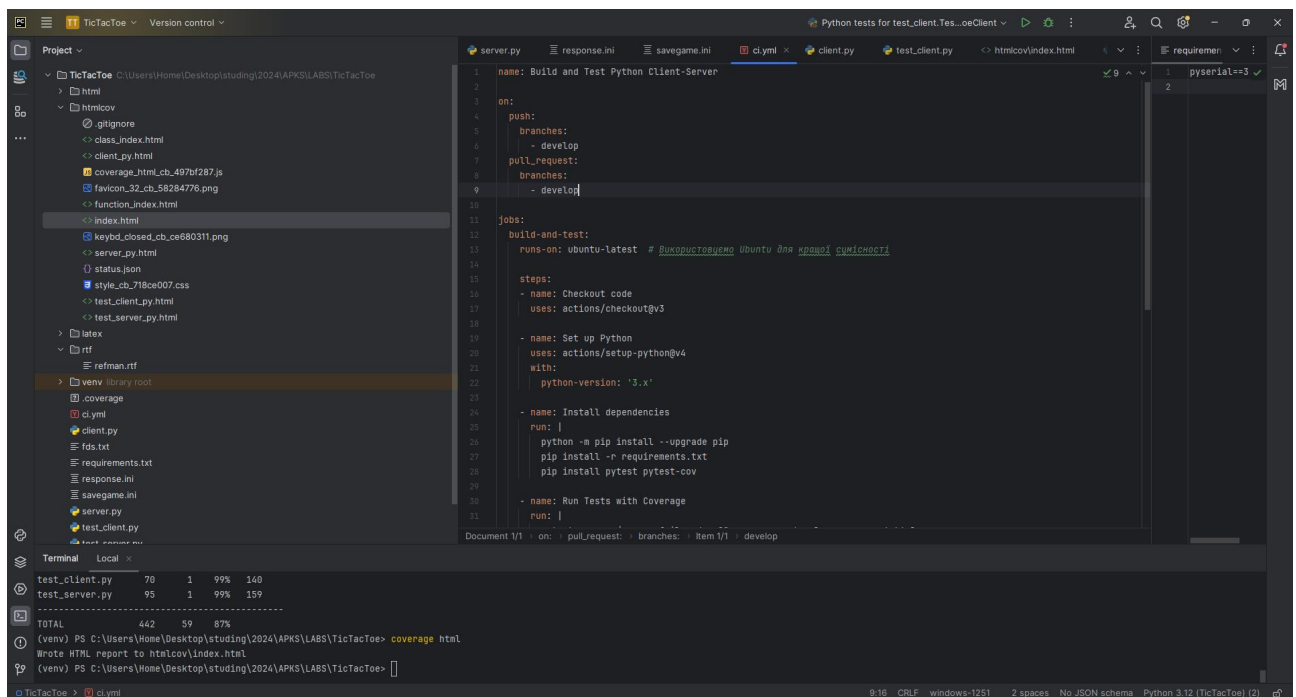 PC TT TicTacToe Version control Python tests for test_client.Tes...oeClient
Project
TicTacToe C:\Users\Home\Desktop\studing\2024\APKS\LABS\TicTacToe
html
htmlcov
.gitignore
class_index.html
client_py.html
coverage_html_cb_497bf287.js
favicon_32_cb_58284776.png
function_index.html
index.html
keybd_closed_cb_ce680311.png
server_py.html
status.json
style_cb_718ce007.css
test_client_py.html
test_server_py.html
latex
rtf
refman.rtf
venv library root
.coverage
ci.yml
client.py
fds.txt
requirements.txt
response.ini
savegame.ini
server.py
test_client.py
test_server.py
server.py response.ini savegame.ini ci.yml client.py test_client.py htmlcov\index.html
1 name: Build and Test Python Client-Server
2
3 on:
4 push:
5 branches:
6 - develop
7 pull_request:
8 branches:
9 - develop
10
11 jobs:
12 build-and-test:
13 runs-on: ubuntu-latest # Використовуємо Ubuntu для кращої сумісності
14
15 steps:
16 - name: Checkout code
17 uses: actions/checkout@v3
18
19 - name: Set up Python
20 uses: actions/setup-python@v4
21 with:
22 python-version: '3.x'
23
24 - name: Install dependencies
25 run: |
26 python -m pip install --upgrade pip
27 pip install -r requirements.txt
28 pip install pytest pytest-cov
29
30 - name: Run Tests with Coverage
31 run: |
9
Document 1/1 on: pull_request: branches: Item 1/1 develop
requiremen
1 pyserial==3
2
Terminal Local
test_client.py 70 1 99% 140
test_server.py 95 1 99% 159
---------------------------------------------
TOTAL 442 59 87%
(venv) PS C:\Users\Home\Desktop\studing\2024\APKS\LABS\TicTacToe> coverage html
Wrote HTML report to htmlcov\index.html
(venv) PS C:\Users\Home\Desktop\studing\2024\APKS\LABS\TicTacToe>
TicTacToe > ci.yml 9:16 CRLF windows-1251 2 spaces No JSON schema Python 3.12 (TicTacToe) (2)